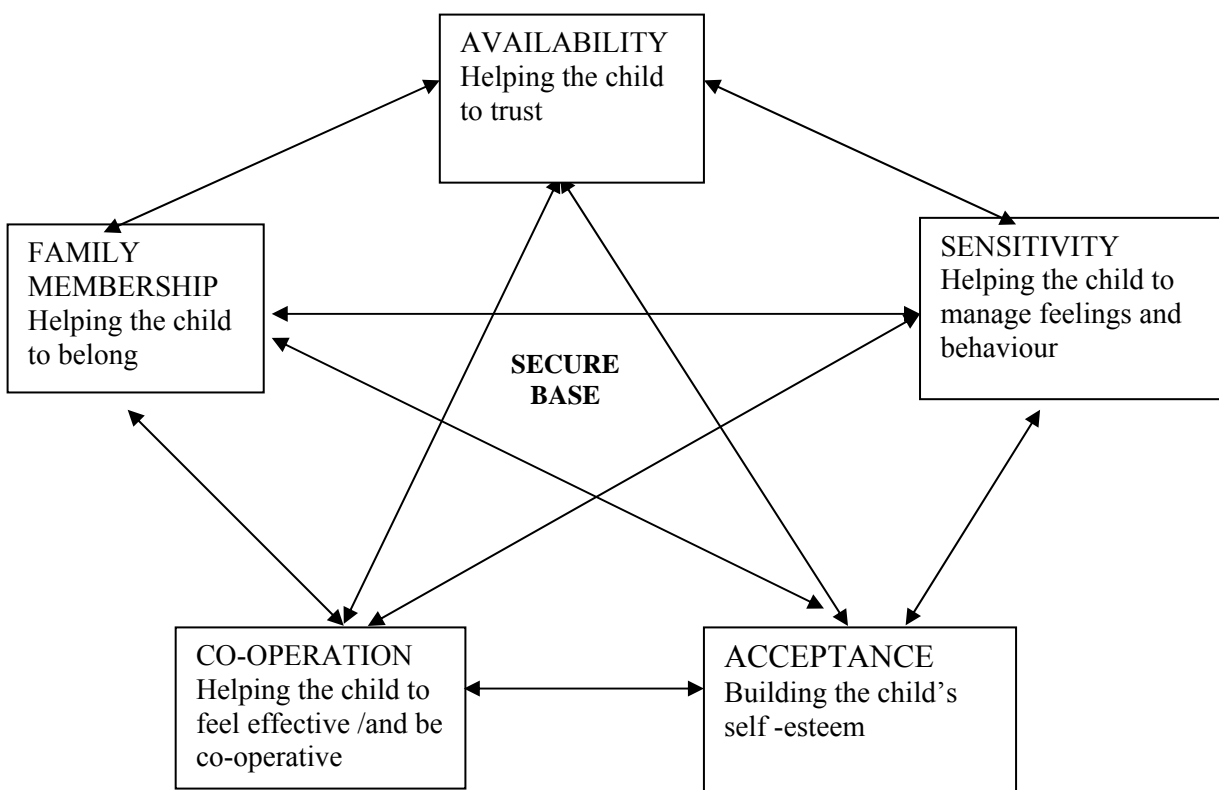 AVAILABILITY
Helping the child
to trust
FAMILY
MEMBERSHIP
Helping the child
to belong
SENSITIVITY
Helping the child to
manage feelings and
behaviour
SECURE
BASE
CO-OPERATION
Helping the child to
feel effective /and be
co-operative
ACCEPTANCE
Building the child’s
self -esteem